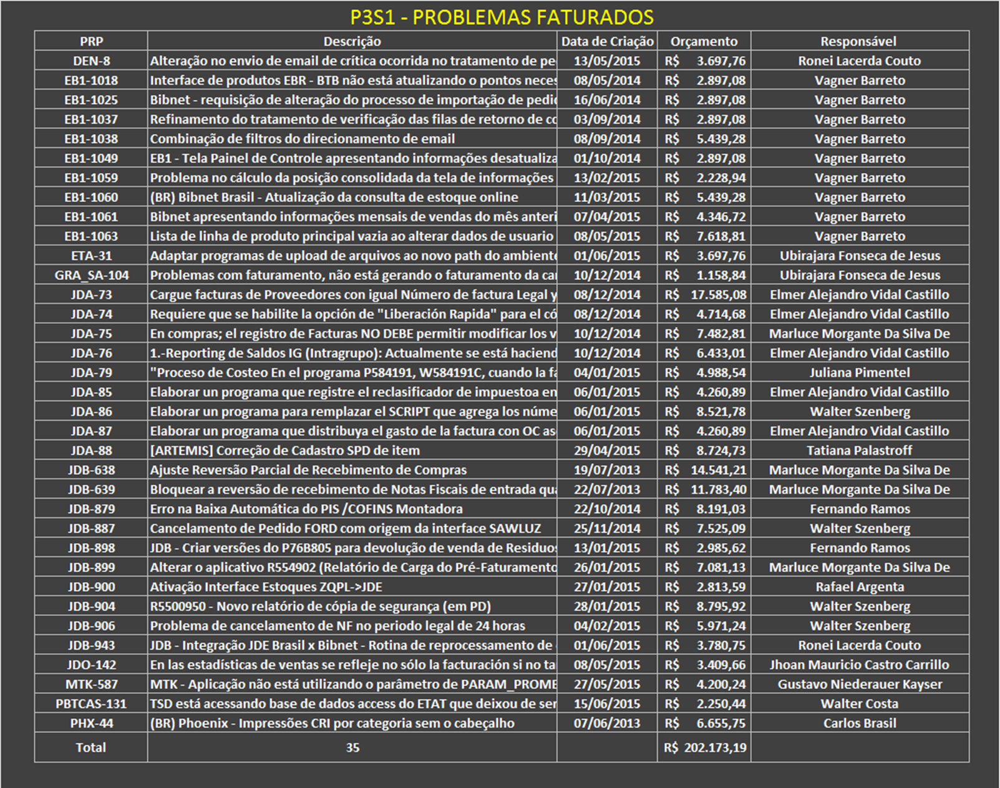 P3S1 - PROBLEMAS FATURADOS
PRP Descrição Data de Criação Orçamento Responsável
DEN-8 Alteração no envio de email de crítica ocorrida no tratamento de pe 13/05/2015 R$ 3.697,76 Ronei Lacerda Couto
EB1-1018 Interface de produtos EBR - BTB não está atualizando o pontos neces 08/05/2014 R$ 2.897,08 Vagner Barreto
EB1-1025 Bibnet - requisição de alteração do processo de importação de pedic 16/06/2014 R$ 2.897,08 Vagner Barreto
EB1-1037 Refinamento do tratamento de verificação das filas de retorno de co 03/09/2014 R$ 2.897,08 Vagner Barreto
EB1-1038 Combinação de filtros do direcionamento de email 08/09/2014 R$ 5.439,28 Vagner Barreto
EB1-1049 EB1 - Tela Painel de Controle apresentando informações desatualiza 01/10/2014 R$ 2.897,08 Vagner Barreto
EB1-1059 Problema no cálculo da posição consolidada da tela de informações 13/02/2015 R$ 2.228,94 Vagner Barreto
EB1-1060 (BR) Bibnet Brasil - Atualização da consulta de estoque online 11/03/2015 R$ 5.439,28 Vagner Barreto
EB1-1061 Bibnet apresentando informações mensais de vendas do mês anteri 07/04/2015 R$ 4.346,72 Vagner Barreto
EB1-1063 Lista de linha de produto principal vazia ao alterar dados de usuario 08/05/2015 R$ 7.618,81 Vagner Barreto
ETA-31 Adaptar programas de upload de arquivos ao novo path do ambiente 01/06/2015 R$ 3.697,76 Ubirajara Fonseca de Jesus
GRA_SA-104 Problemas com faturamento, não está gerando o faturamento da car 10/12/2014 R$ 1.158,84 Ubirajara Fonseca de Jesus
JDA-73 Cargue facturas de Proveedores con igual Número de factura Legal y 08/12/2014 R$ 17.585,08 Elmer Alejandro Vidal Castillo
JDA-74 Requiere que se habilite la opción de "Liberación Rapida" para el có 08/12/2014 R$ 4.714,68 Elmer Alejandro Vidal Castillo
JDA-75 En compras; el registro de Facturas NO DEBE permitir modificar los v 10/12/2014 R$ 7.482,81 Marluce Morgante Da Silva De
JDA-76 1.-Reporting de Saldos IG (Intragrupo): Actualmente se está haciend 10/12/2014 R$ 6.433,01 Elmer Alejandro Vidal Castillo
JDA-79 "Proceso de Costeo En el programa P584191, W584191C, cuando la fa 04/01/2015 R$ 4.988,54 Juliana Pimentel
JDA-85 Elaborar un programa que registre el reclasificador de impuestoa en 06/01/2015 R$ 4.260,89 Elmer Alejandro Vidal Castillo
JDA-86 Elaborar un programa para remplazar el SCRIPT que agrega los núme 06/01/2015 R$ 8.521,78 Walter Szenberg
JDA-87 Elaborar un programa que distribuya el gasto de la factura con OC as 06/01/2015 R$ 4.260,89 Elmer Alejandro Vidal Castillo
JDA-88 [ARTEMIS] Correção de Cadastro SPD de item 29/04/2015 R$ 8.724,73 Tatiana Palastroff
JDB-638 Ajuste Reversão Parcial de Recebimento de Compras 19/07/2013 R$ 14.541,21 Marluce Morgante Da Silva De
JDB-639 Bloquear a reversão de recebimento de Notas Fiscais de entrada qua 22/07/2013 R$ 11.783,40 Marluce Morgante Da Silva De
JDB-879 Erro na Baixa Automática do PIS /COFINS Montadora 22/10/2014 R$ 8.191,03 Fernando Ramos
JDB-887 Cancelamento de Pedido FORD com origem da interface SAWLUZ 25/11/2014 R$ 7.525,09 Walter Szenberg
JDB-898 JDB - Criar versões do P76B805 para devolução de venda de Residuos 13/01/2015 R$ 2.985,62 Fernando Ramos
JDB-899 Alterar o aplicativo R554902 (Relatório de Carga do Pré-Faturamento 26/01/2015 R$ 7.081,13 Marluce Morgante Da Silva De
JDB-900 Ativação Interface Estoques ZQPL->JDE 27/01/2015 R$ 2.813,59 Rafael Argenta
JDB-904 R5500950 - Novo relatório de cópia de segurança (em PD) 28/01/2015 R$ 8.795,92 Walter Szenberg
JDB-906 Problema de cancelamento de NF no periodo legal de 24 horas 04/02/2015 R$ 5.971,24 Walter Szenberg
JDB-943 JDB - Integração JDE Brasil x Bibnet - Rotina de reprocessamento de 01/06/2015 R$ 3.780,75 Ronei Lacerda Couto
JDO-142 En las estadísticas de ventas se refleje no sólo la facturación si no ta 08/05/2015 R$ 3.409,66 Jhoan Mauricio Castro Carrillo
MTK-587 MTK - Aplicação não está utilizando o parâmetro de PARAM_PROME 27/05/2015 R$ 4.200,24 Gustavo Niederauer Kayser
PBTCAS-131 TSD está acessando base de dados access do ETAT que deixou de ser 15/06/2015 R$ 2.250,44 Walter Costa
PHX-44 (BR) Phoenix - Impressões CRI por categoria sem o cabeçalho 07/06/2013 R$ 6.655,75 Carlos Brasil
Total 35 R$ 202.173,19